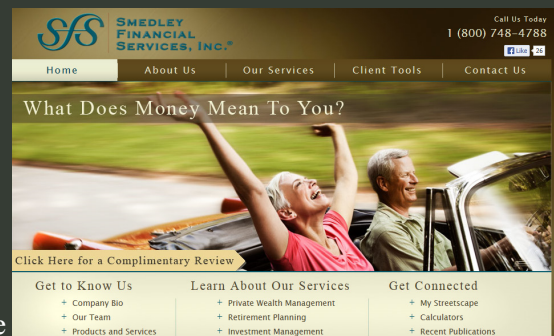 sfs
SMEDLEY
FINANCIAL
SERVICES, INC.®
Call Us Today
1 (800) 748-4788
Like 26
Home About Us Our Services Client Tools Contact Us
What Does Money Mean To You?
Click Here for a Complimentary Review
Get to Know Us
+ Company Bio
+ Our Team
+ Products and Services
Learn About Our Services
+ Private Wealth Management
+ Retirement Planning
+ Investment Management
Get Connected
+ My Streetscape
+ Calculators
+ Recent Publications
e